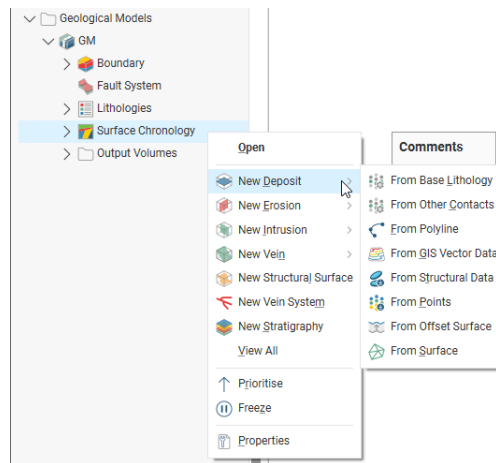 Geological Models
GM
Boundary
Fault System
Lithologies
Surface Chronology
Output Volumes
Open
New Deposit
New Erosion
New Intrusion
New Vein
New Structural Surface
New Vein System
New Stratigraphy
View All
Prioritise
Freeze
Properties
Comments
From Base Lithology
From Other Contacts
From Polyline
From GIS Vector Data
From Structural Data
From Points
From Offset Surface
From Surface